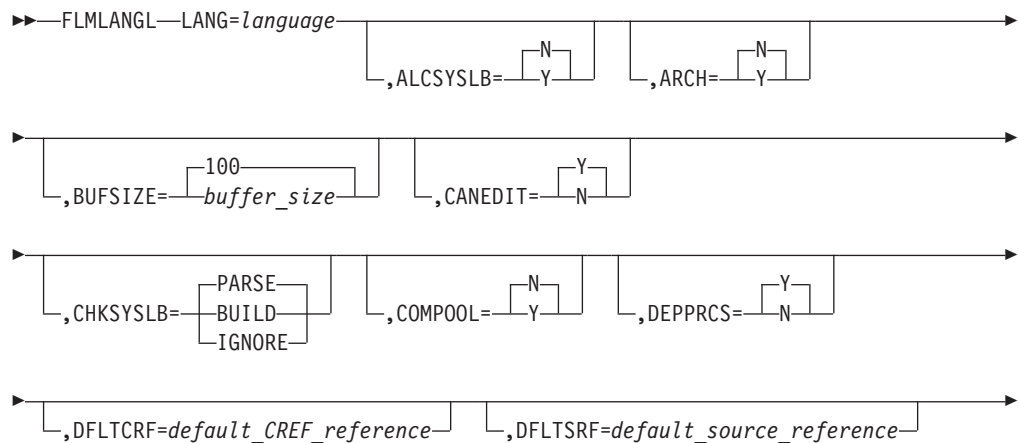 FLMLANGL LANG=language
N N
,ALCSYSLB= Y ,ARCH= Y
100 Y
,BUFSIZE= buffer_size ,CANEDIT= N
PARSE N Y
,CHKSYSLB= BUILD ,COMPOOL= Y ,DEPPRCS= N
IGNORE
,DFLTCRF=default_CREF_reference ,DFLTSRF=default_source_reference